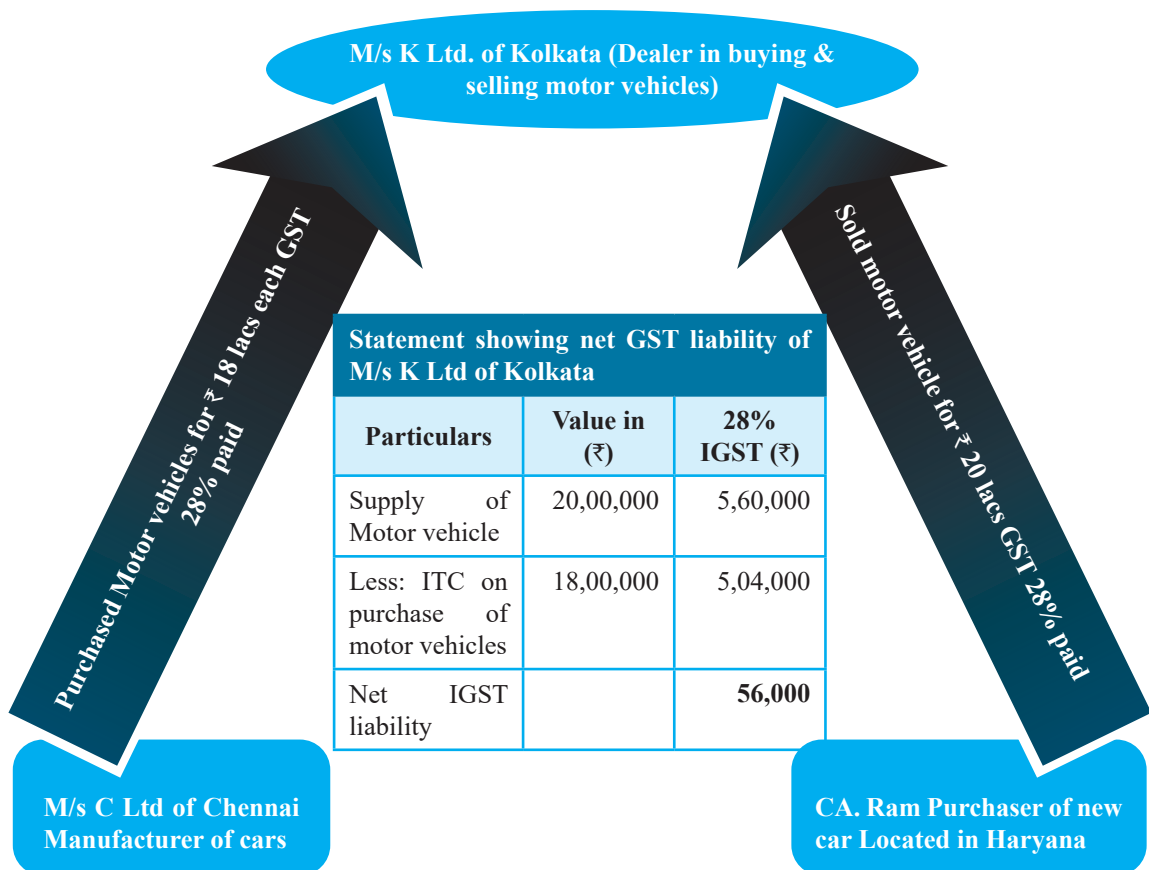 M/s K Ltd. of Kolkata (Dealer in buying &
selling motor vehicles)
Purchased Motor vehicles for ₹ 18 lacs each GST
28% paid
Sold motor vehicle for ₹ 20 lacs GST 28% paid
Statement showing net GST liability of
M/s K Ltd of Kolkata
Particulars
Value in
(₹)
28%
IGST (₹)
Supply of
Motor vehicle
20,00,000
5,60,000
Less: ITC on
purchase of
motor vehicles
18,00,000
5,04,000
Net IGST
liability
56,000
M/s C Ltd of Chennai
Manufacturer of cars
CA. Ram Purchaser of new
car Located in Haryana